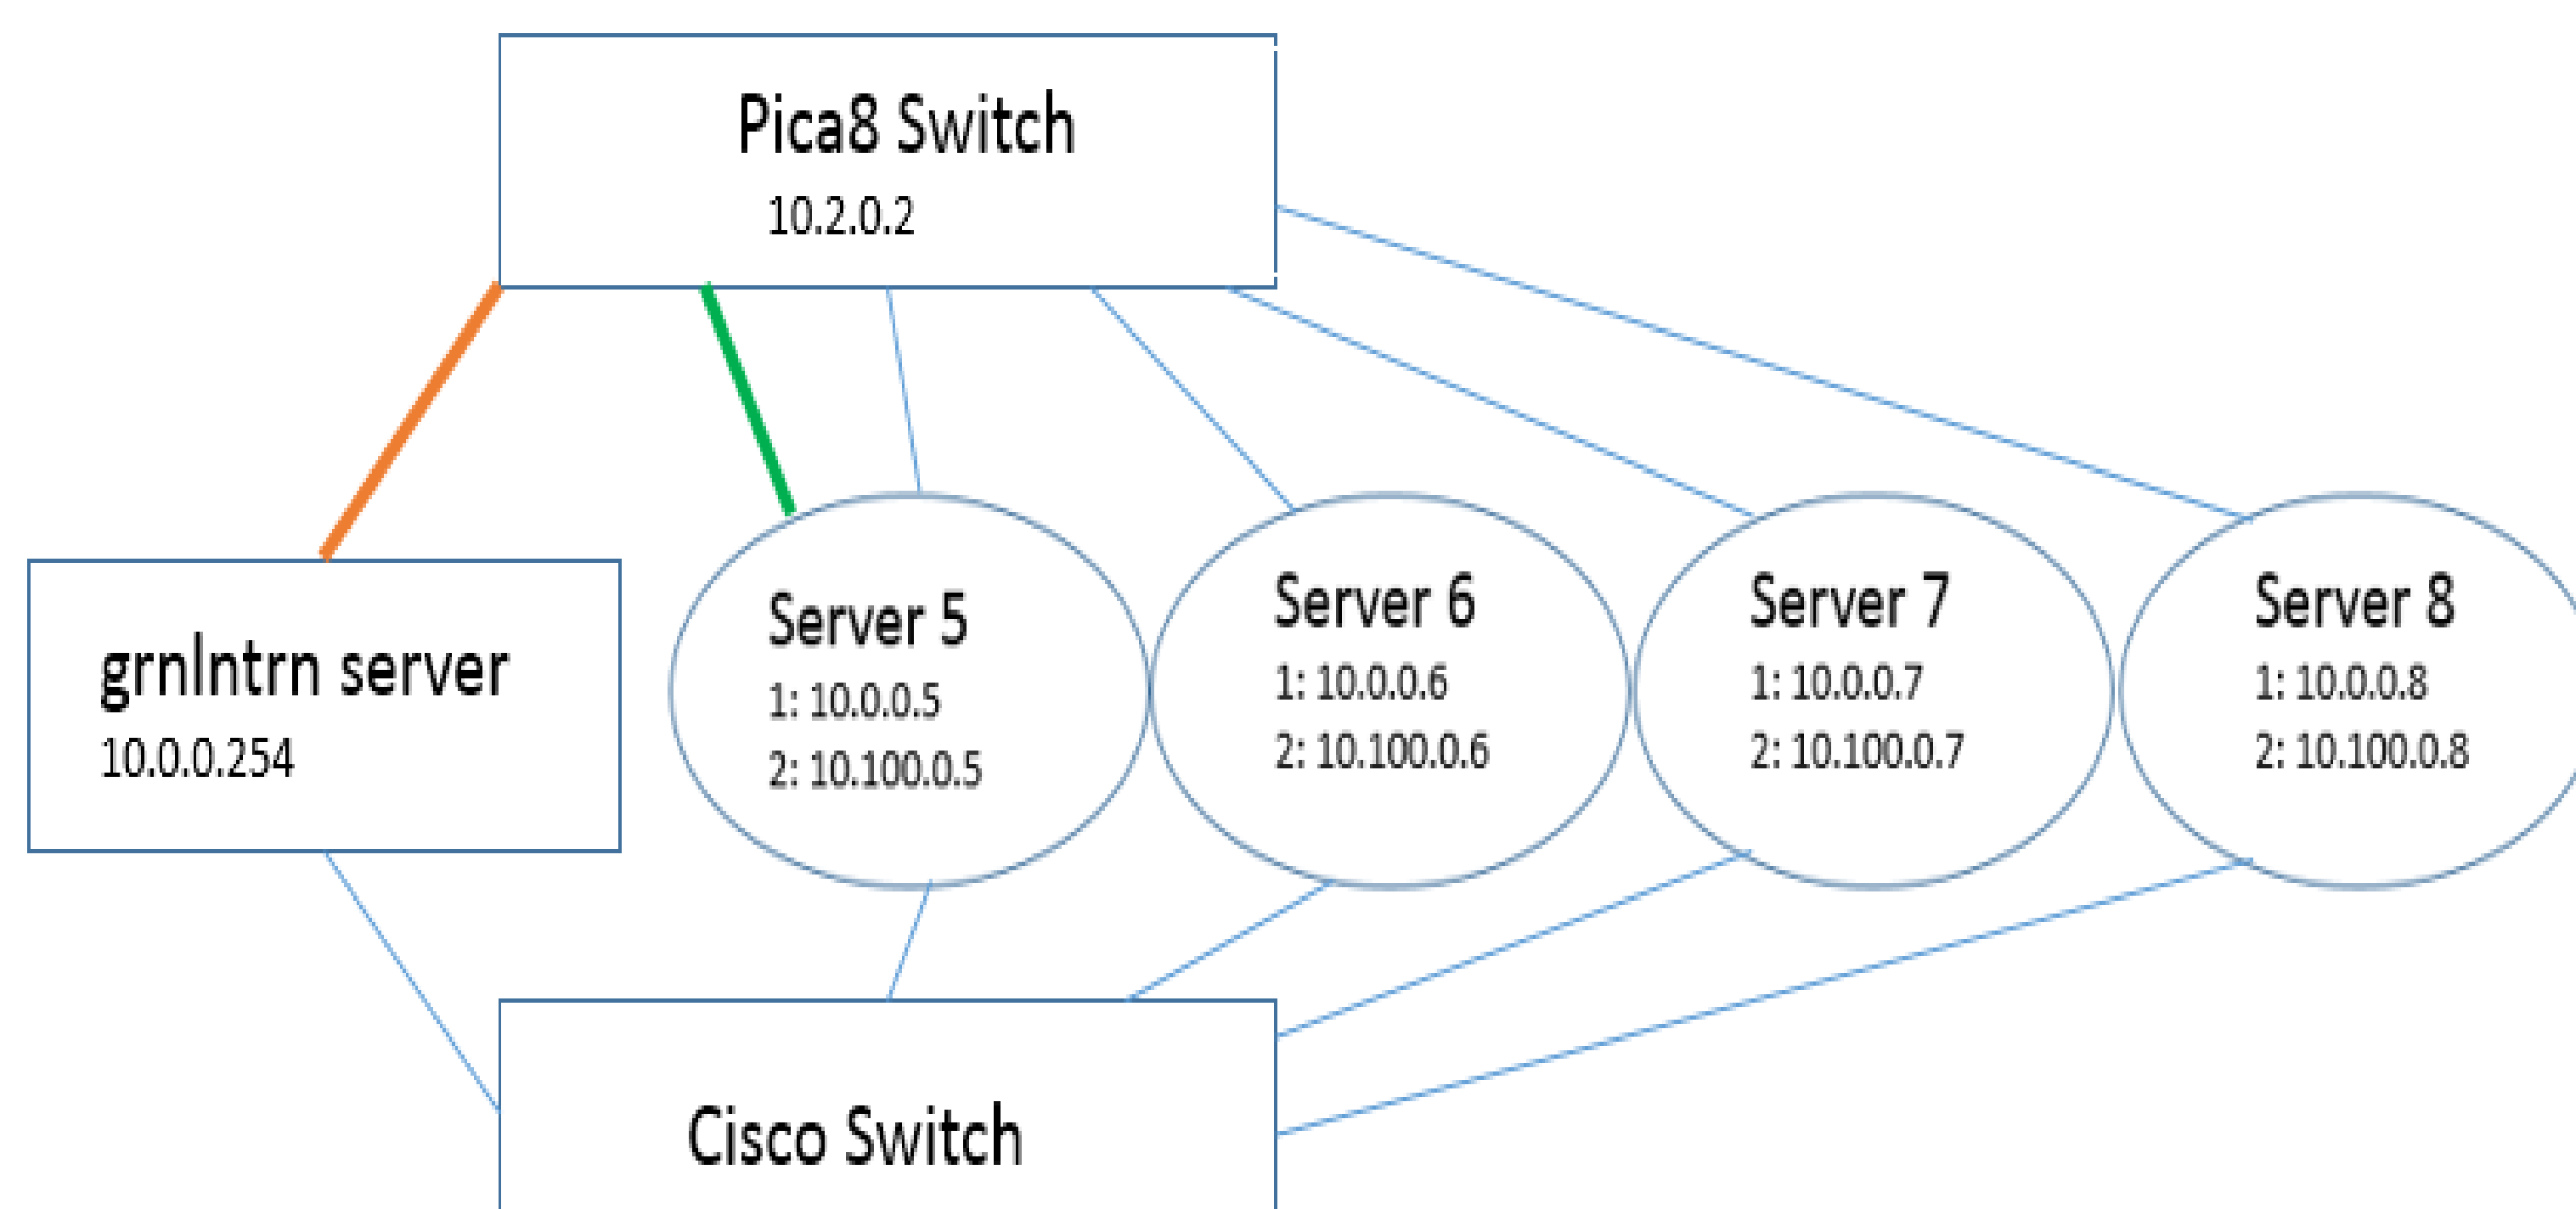 Pica8 Switch
10.2.0.2
grnlntrn server
10.0.0.254
Server 5
1: 10.0.0.5
2: 10.100.0.5
Server 6
1: 10.0.0.6
2: 10.100.0.6
Server 7
1: 10.0.0.7
2: 10.100.0.7
Server 8
1: 10.0.0.8
2: 10.100.0.8
Cisco Switch